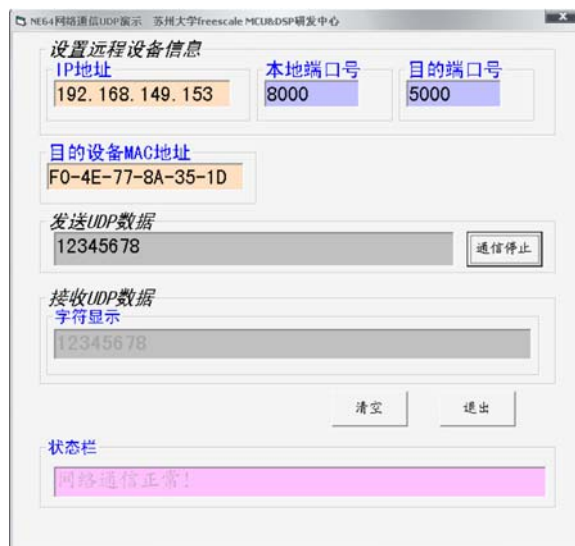 NE64网络通信UDP演示 苏州大学freescale MCU&DSP研发中心
设置远程设备信息
IP地址 本地端口号 目的端口号
192.168.149.153 8000 5000
目的设备MAC地址
F0-4E-77-8A-35-1D
发送UDP数据
12345678 通信停止
接收UDP数据
字符显示
12345678
清空 退出
状态栏
网络通信正常!